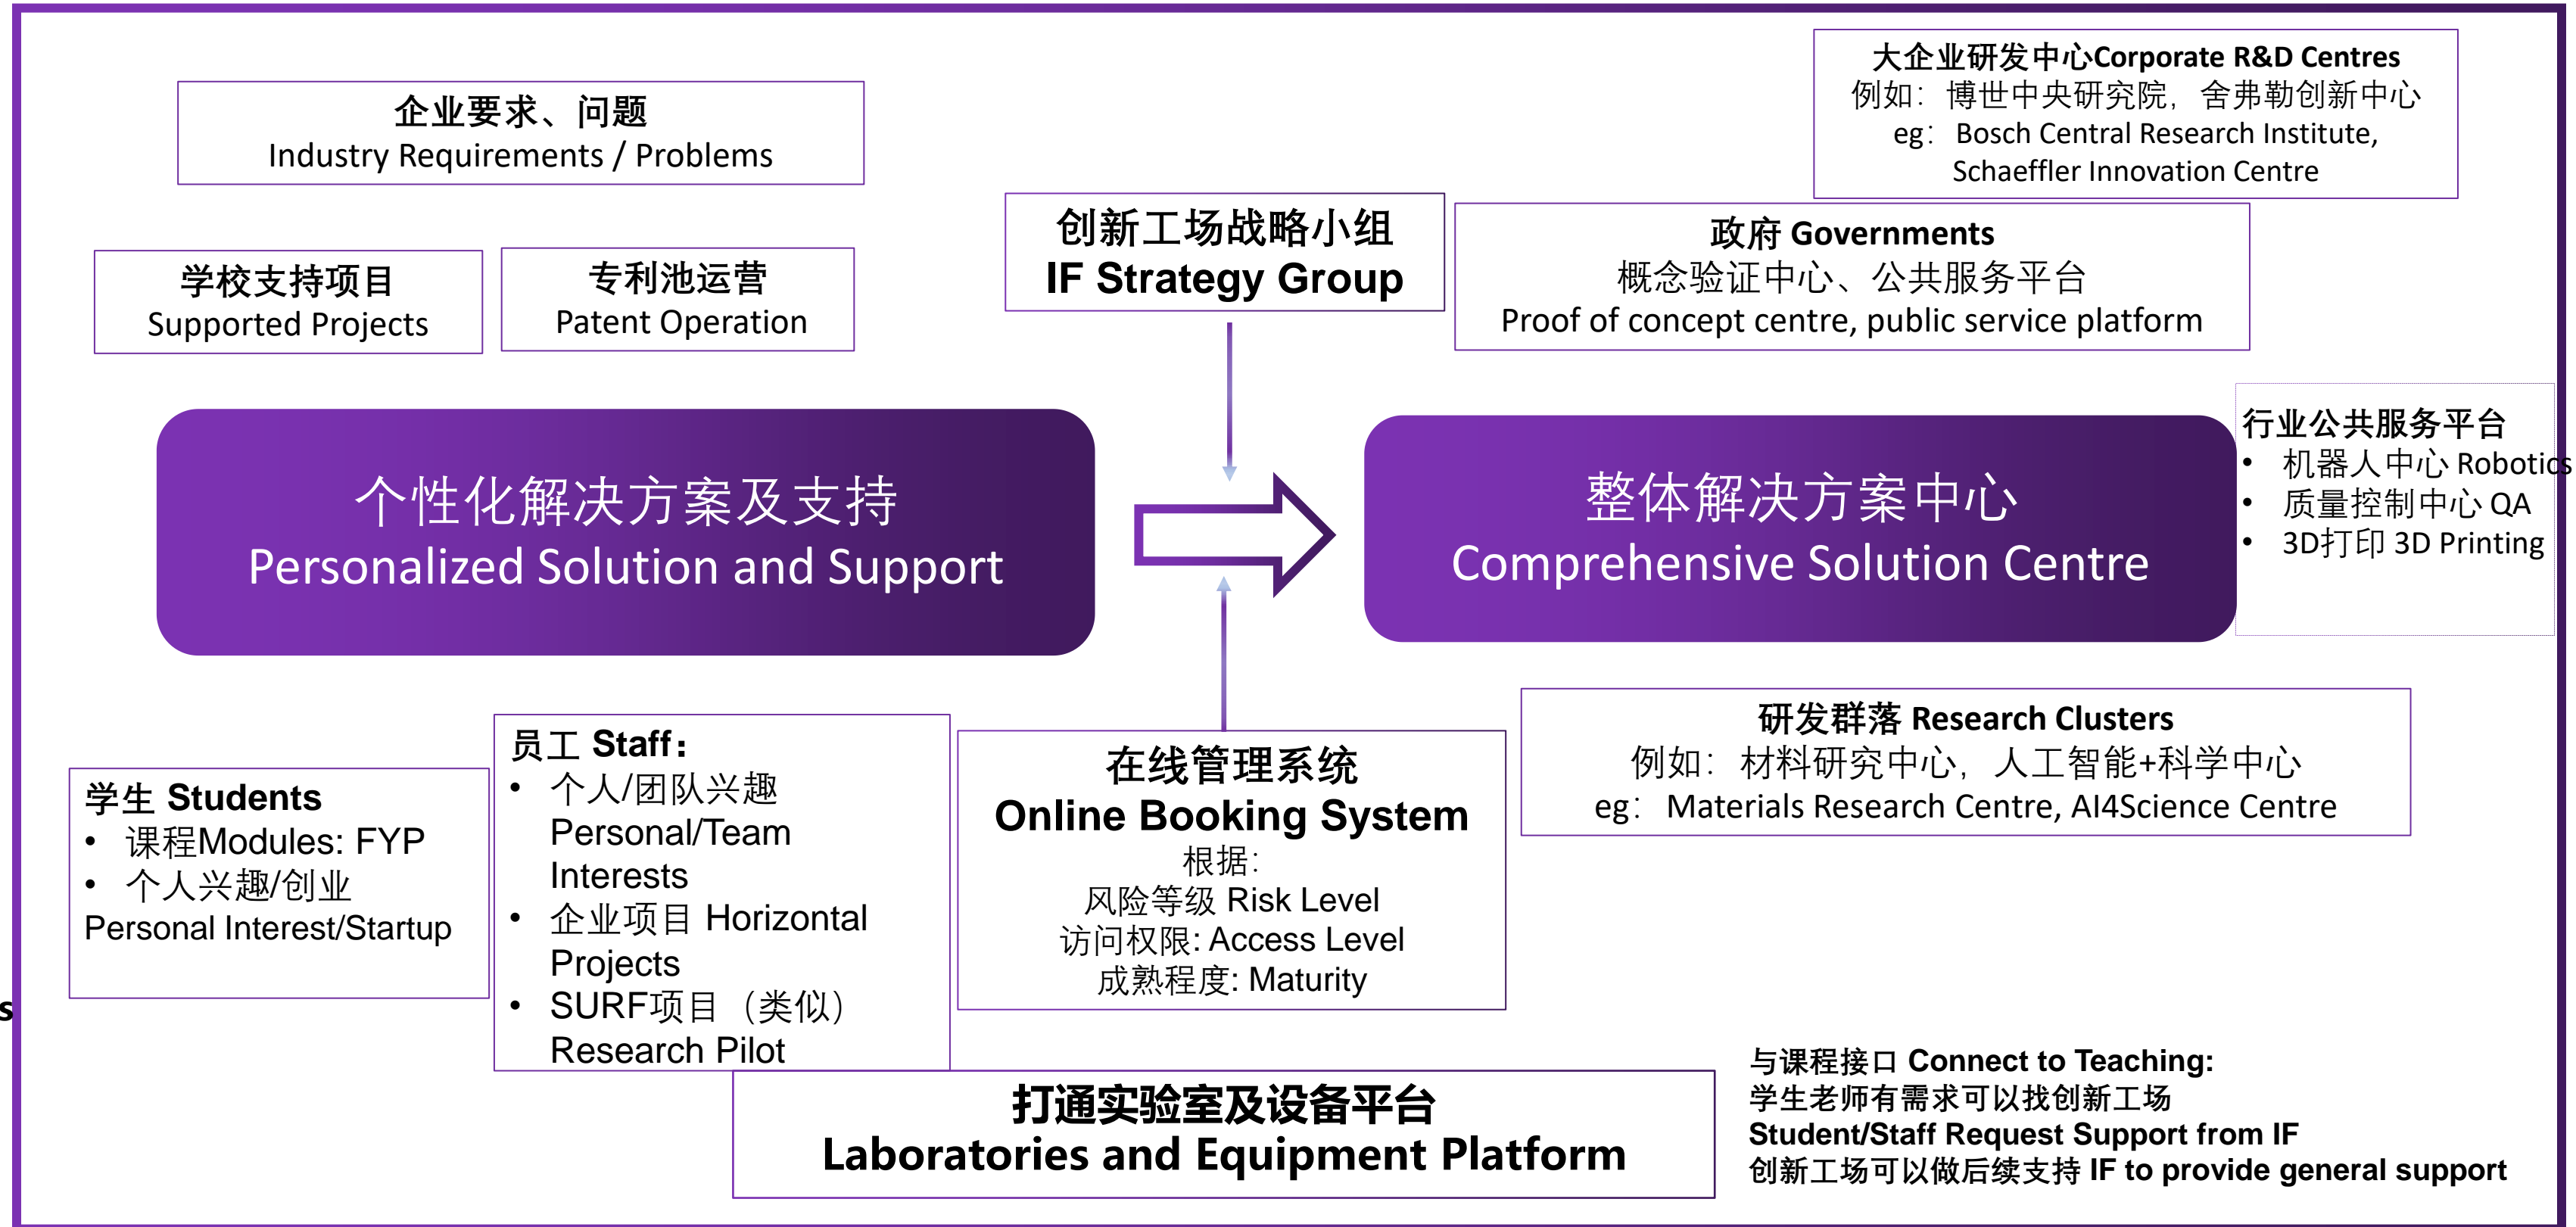 企业要求、问题
Industry Requirements / Problems
学校支持项目
Supported Projects
专利池运营
Patent Operation
创新工场战略小组
IF Strategy Group
大企业研发中心Corporate R&D Centres
例如：博世中央研究院，舍弗勒创新中心
eg： Bosch Central Research Institute,
Schaeffler Innovation Centre
政府 Governments
概念验证中心、公共服务平台
Proof of concept centre, public service platform
个性化解决方案及支持
Personalized Solution and Support
整体解决方案中心
Comprehensive Solution Centre
行业公共服务平台
• 机器人中心 Robotics
• 质量控制中心 QA
• 3D打印 3D Printing
学生 Students
• 课程Modules: FYP
• 个人兴趣/创业
Personal Interest/Startup
员工 Staff：
• 个人/团队兴趣
Personal/Team
Interests
• 企业项目 Horizontal
Projects
• SURF项目（类似）
Research Pilot
在线管理系统
Online Booking System
根据：
风险等级 Risk Level
访问权限: Access Level
成熟程度: Maturity
研发群落 Research Clusters
例如：材料研究中心，人工智能+科学中心
eg： Materials Research Centre, AI4Science Centre
s
打通实验室及设备平台
Laboratories and Equipment Platform
与课程接口 Connect to Teaching:
学生老师有需求可以找创新工场
Student/Staff Request Support from IF
创新工场可以做后续支持 IF to provide general support